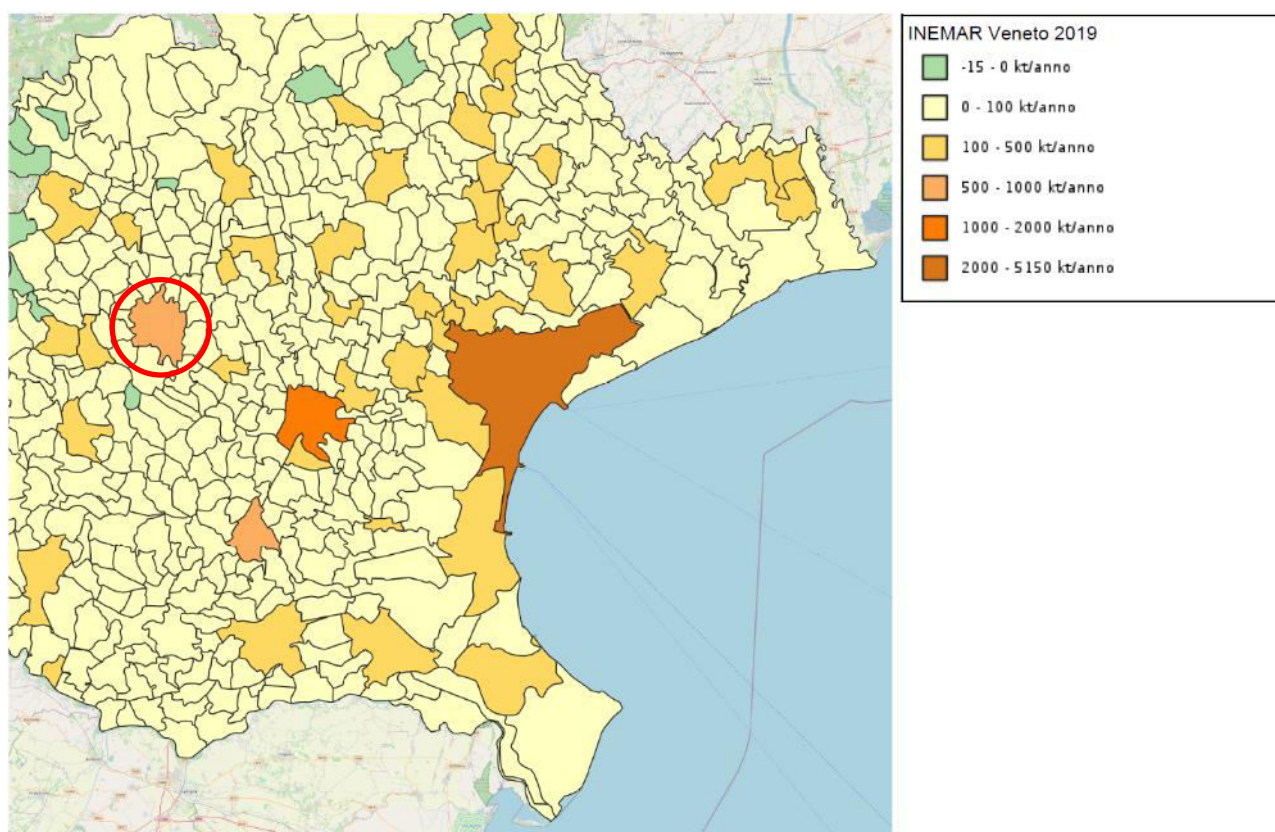 INEMAR Veneto 2019
-15 - 0 kt/anno
0 - 100 kt/anno
100 - 500 kt/anno
500 - 1000 kt/anno
1000 - 2000 kt/anno
2000 - 5150 kt/anno